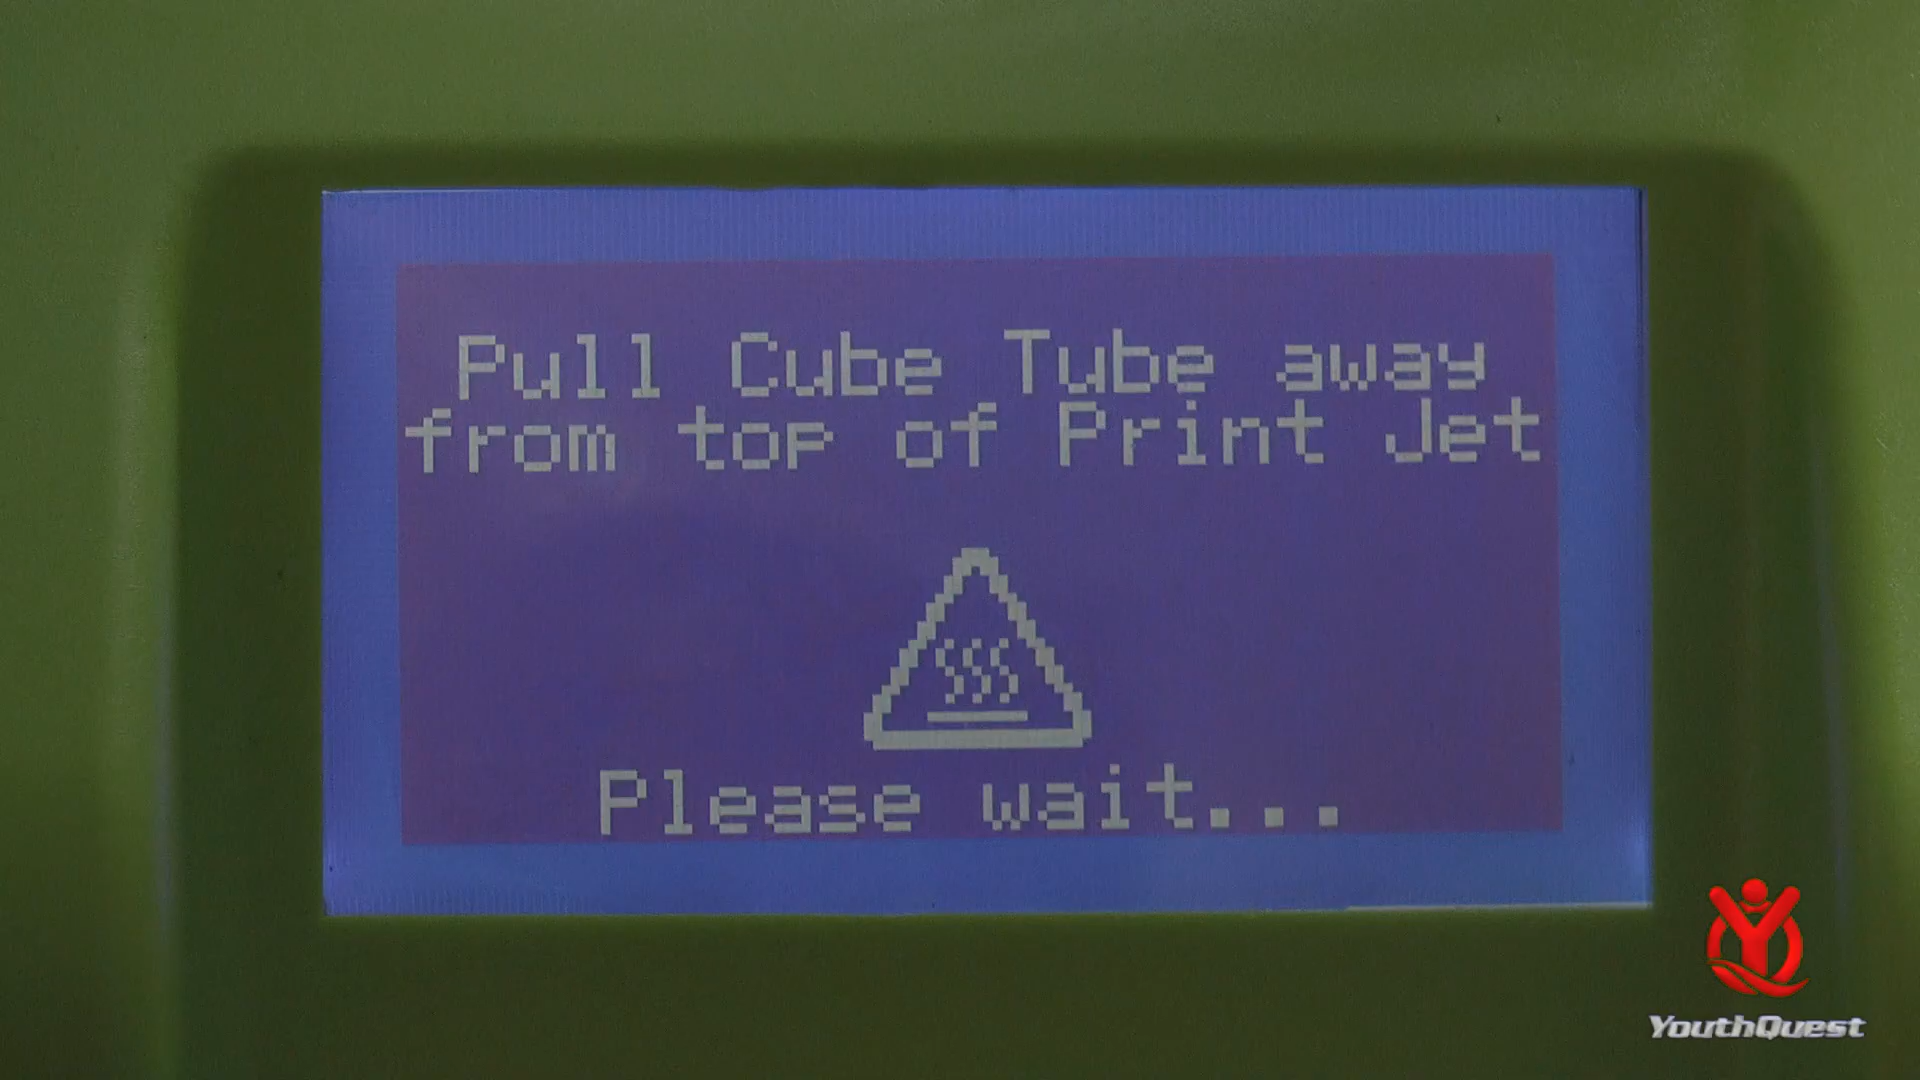 Pull Cube Tube away
from top of Print Jet
Please wait...
YouthQuest